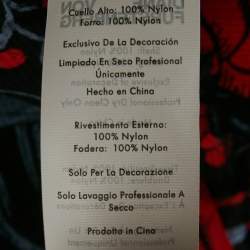 Cuello Alto: 100% Nylon
Forro: 100% Nylon
Exclusivo De La Decoración
Limpiado En Seco Profesional
Únicamente
Hecho en China
Rivestimento Esterno:
100% Nylon
Fodera: 100% Nylon
Solo Per La Decorazione
Solo Lavaggio Professionale A
Secco
Prodotto in Cina